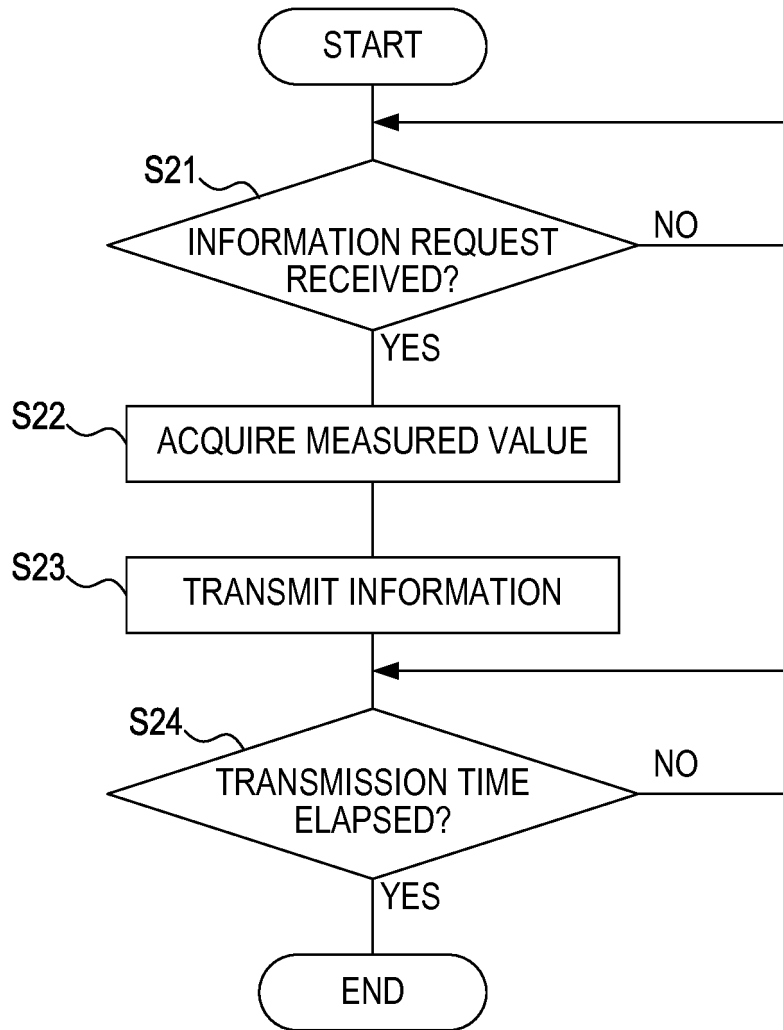 START
S21
INFORMATION REQUEST
RECEIVED?
NO
YES
S22
ACQUIRE MEASURED VALUE
S23
TRANSMIT INFORMATION
S24
TRANSMISSION TIME
ELAPSED?
NO
YES
END